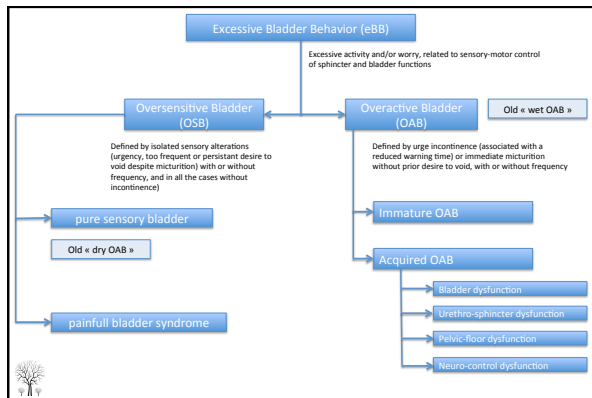 Excessive Bladder Behavior (eBB)
Excessive activity and/or worry, related to sensory-motor control
of sphincter and bladder functions
Oversensitive Bladder
(OSB)
Overactive Bladder
(OAB)
Old « wet OAB »
Defined by isolated sensory alterations
(urgency, too frequent or persistant desire to
void despite micturition) with or without
frequency, and in all the cases without
incontinence)
Defined by urge incontinence (associated with a
reduced warning time) or immediate micturition
without prior desire to void, with or without frequency
pure sensory bladder
Old « dry OAB »
painfull bladder syndrome
Immature OAB
Acquired OAB
Bladder dysfunction
Urethro-sphincter dysfunction
Pelvic-floor dysfunction
Neuro-control dysfunction